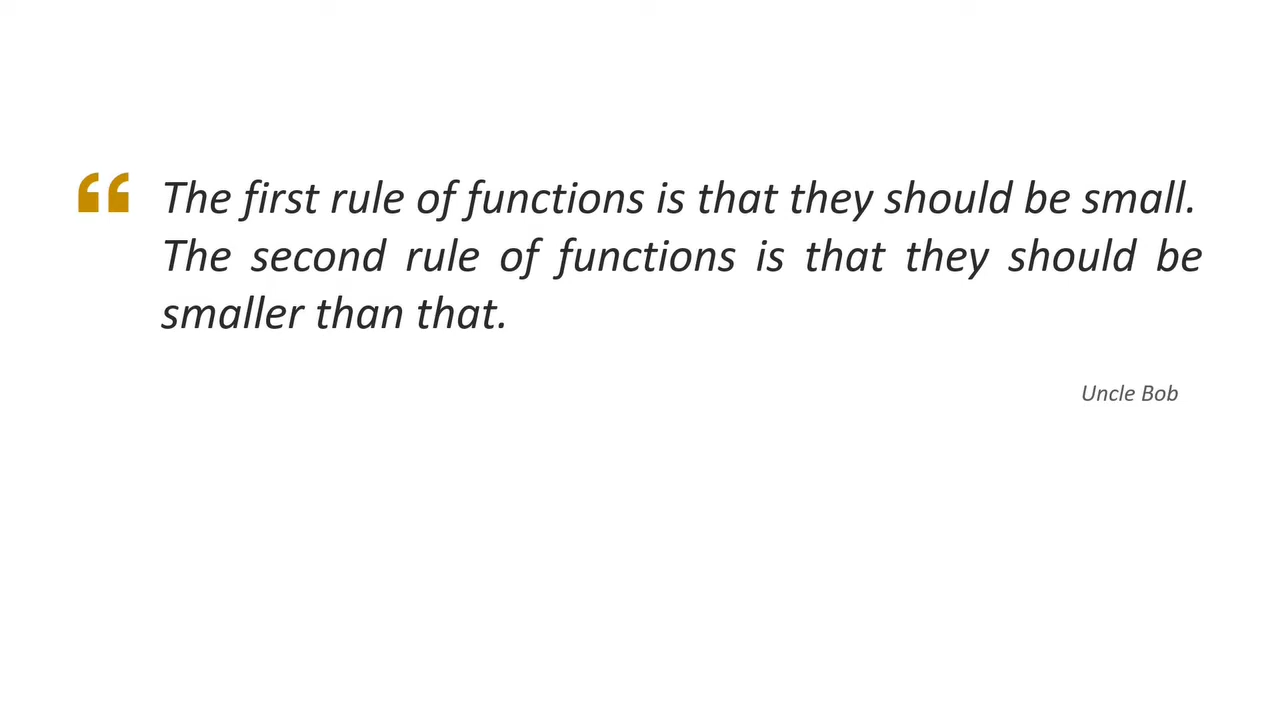 “ The first rule of functions is that they should be small.
The second rule of functions is that they should be
smaller than that.
Uncle Bob